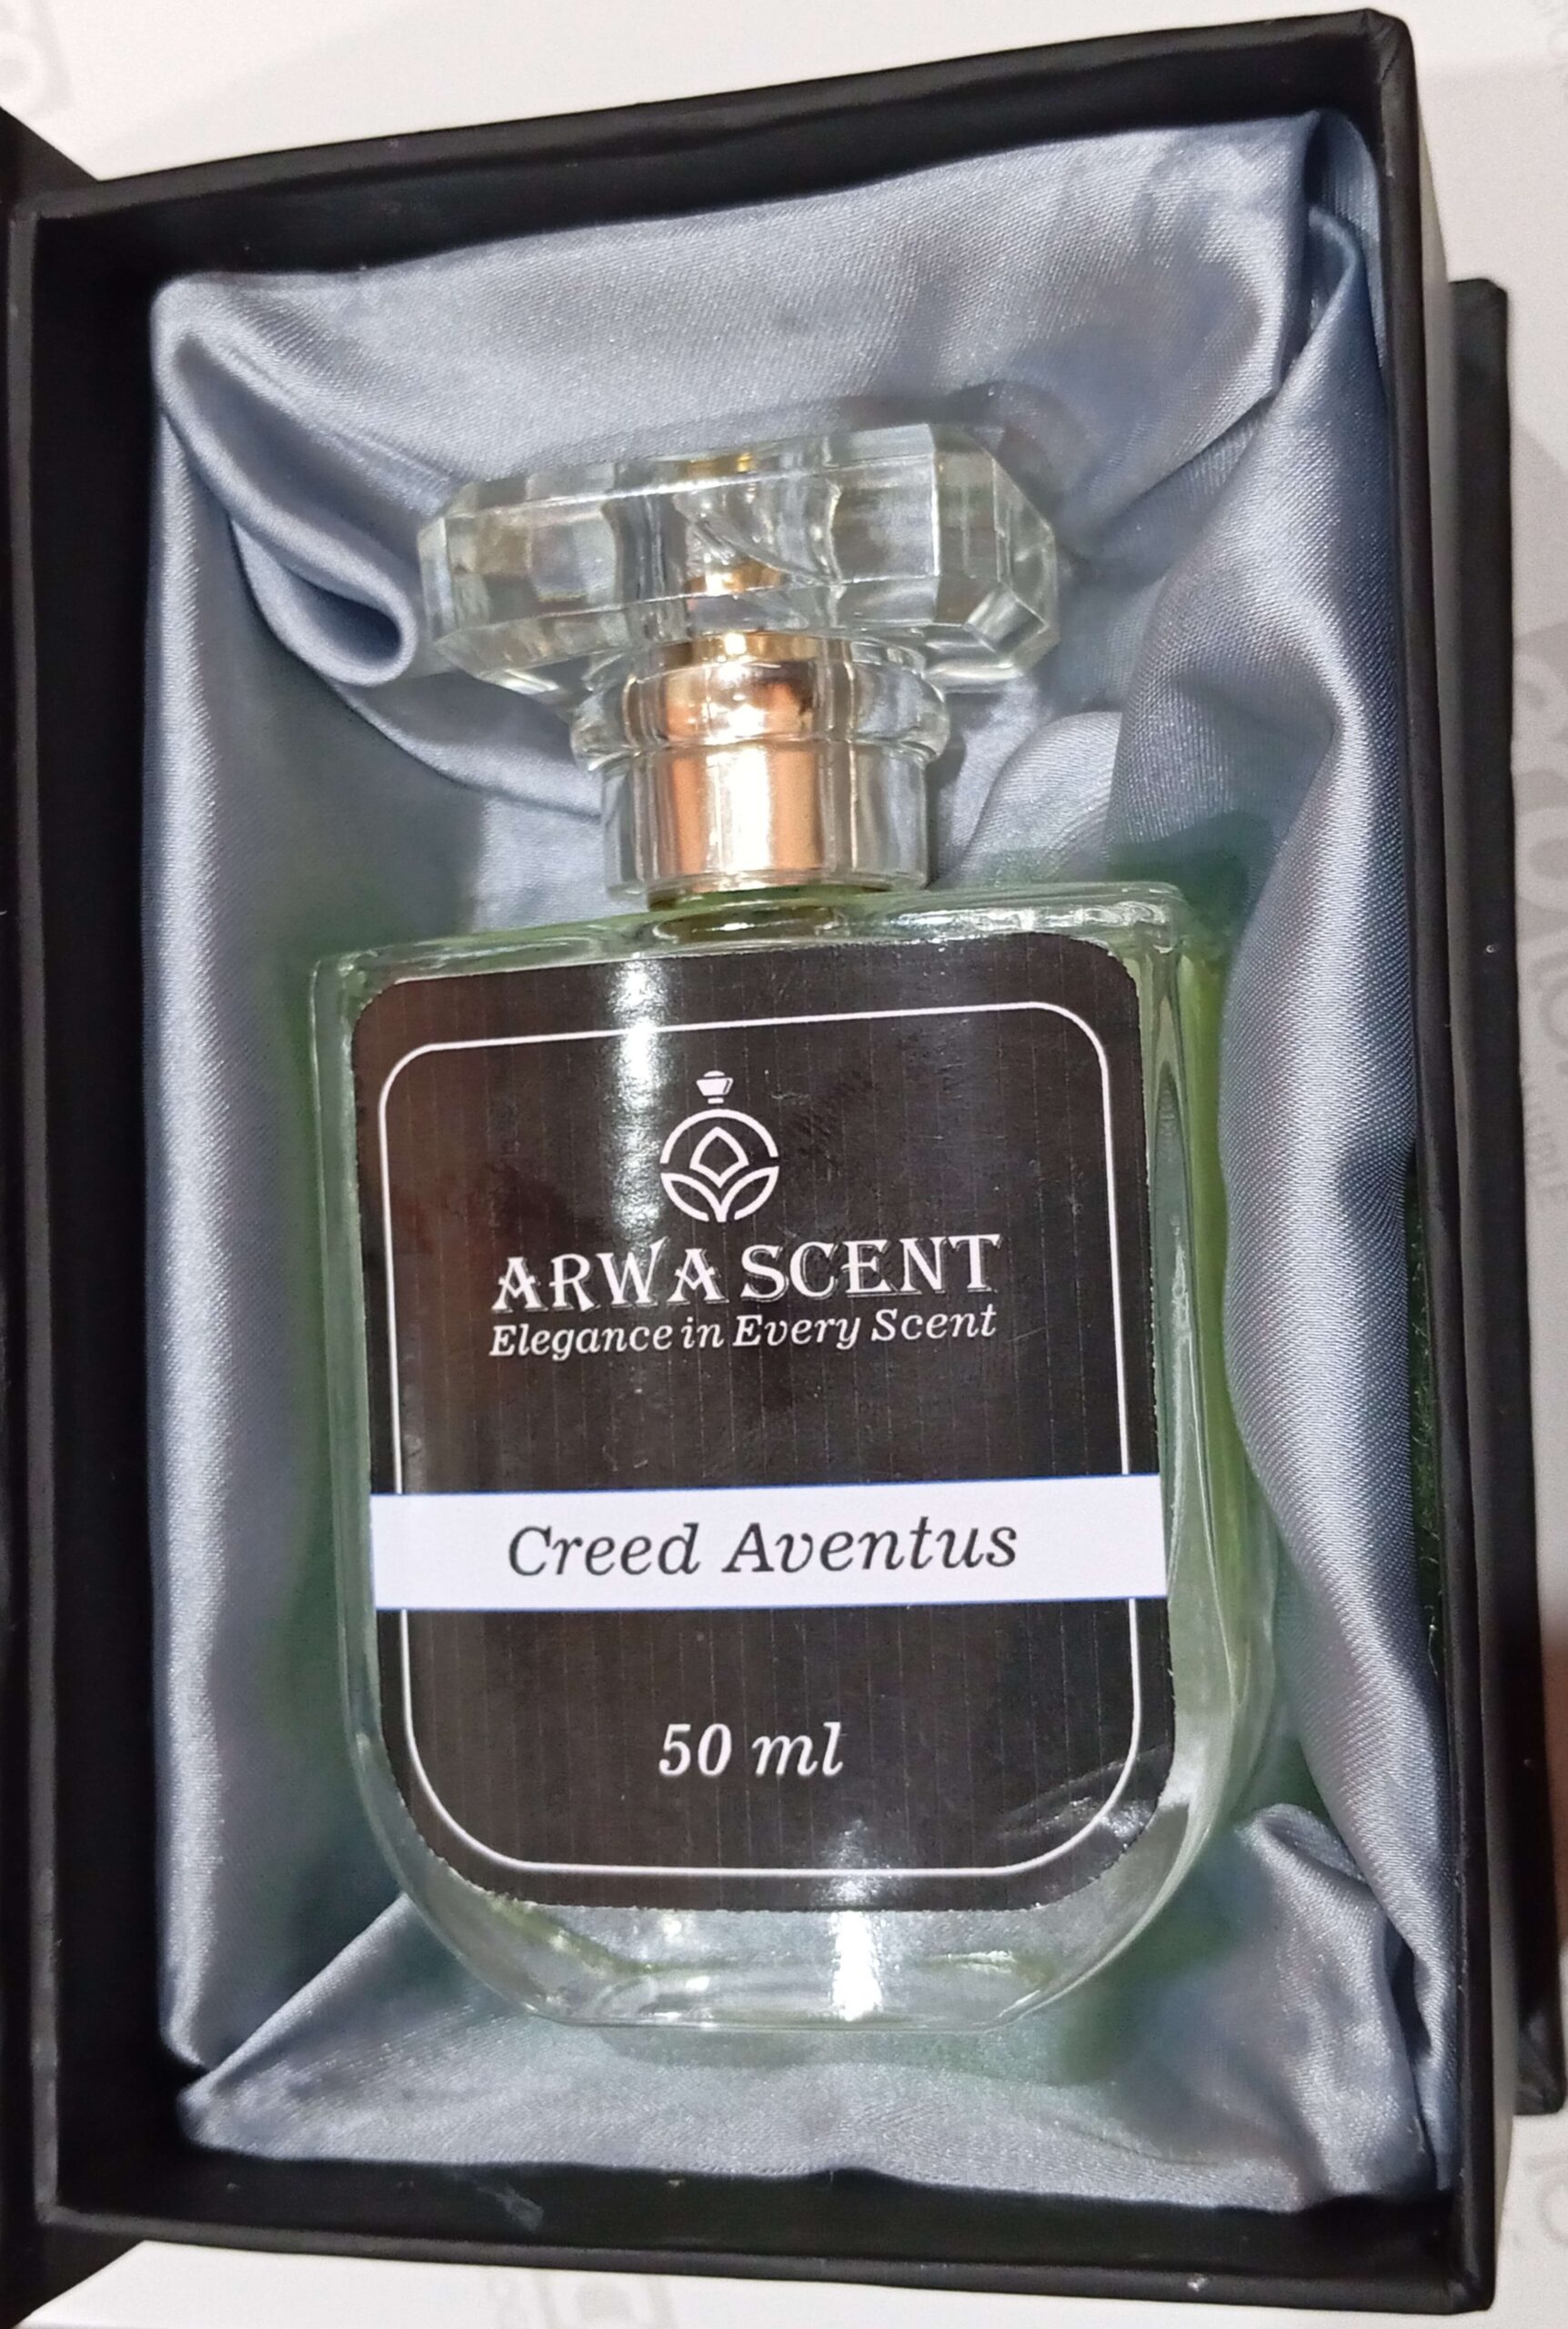 ARWA SCENT
Elegance in Every Scent
Creed Aventus
50 ml